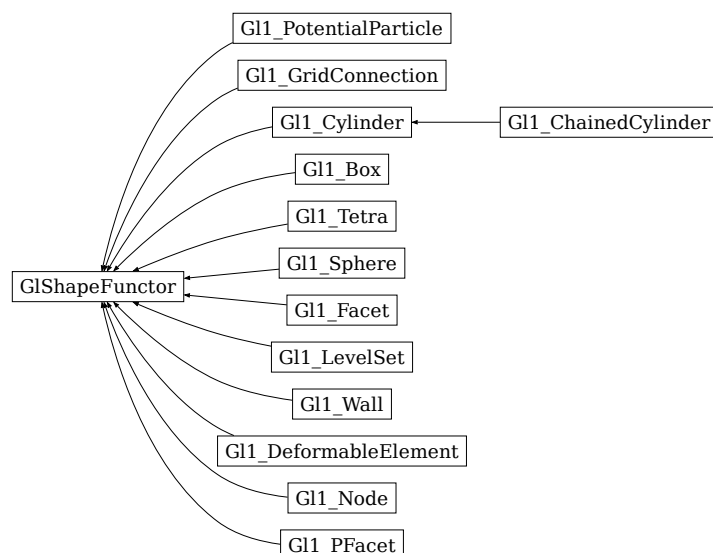 Gl1_PotentialParticle
Gl1_GridConnection
Gl1_Cylinder
Gl1_ChainedCylinder
Gl1_Box
Gl1_Tetra
Gl1_Sphere
GlShapeFunctor
Gl1_Facet
Gl1_LevelSet
Gl1_Wall
Gl1_DeformableElement
Gl1_Node
Gl1_PFacet